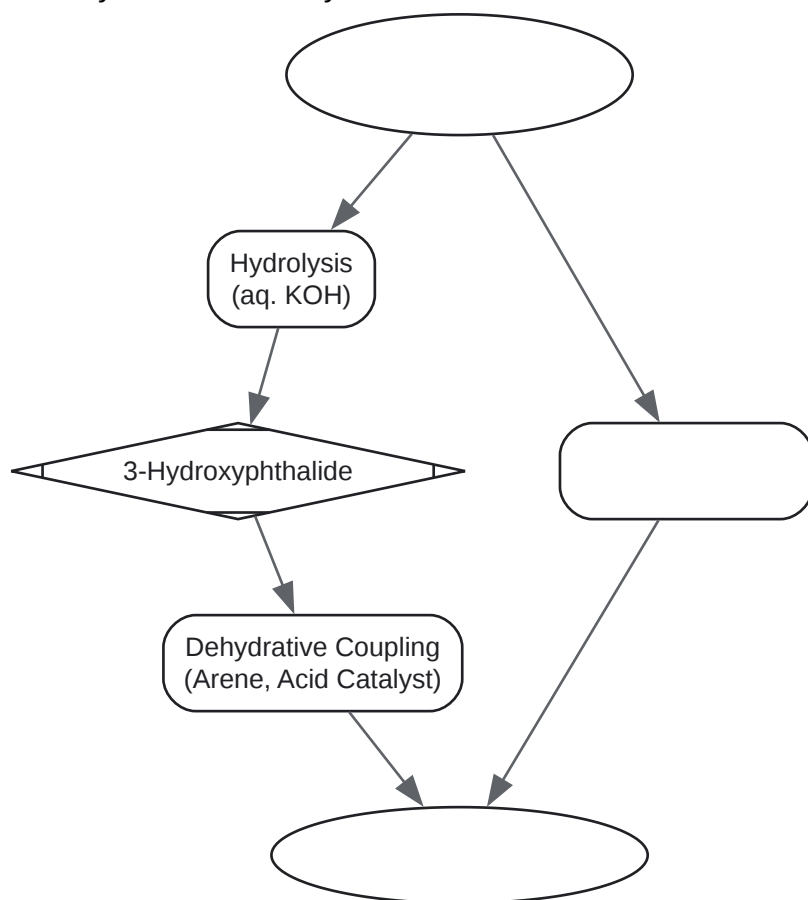 Hydrolysis
(aq. KOH)
3-Hydroxyphthalide
Dehydrative Coupling
(Arene, Acid Catalyst)